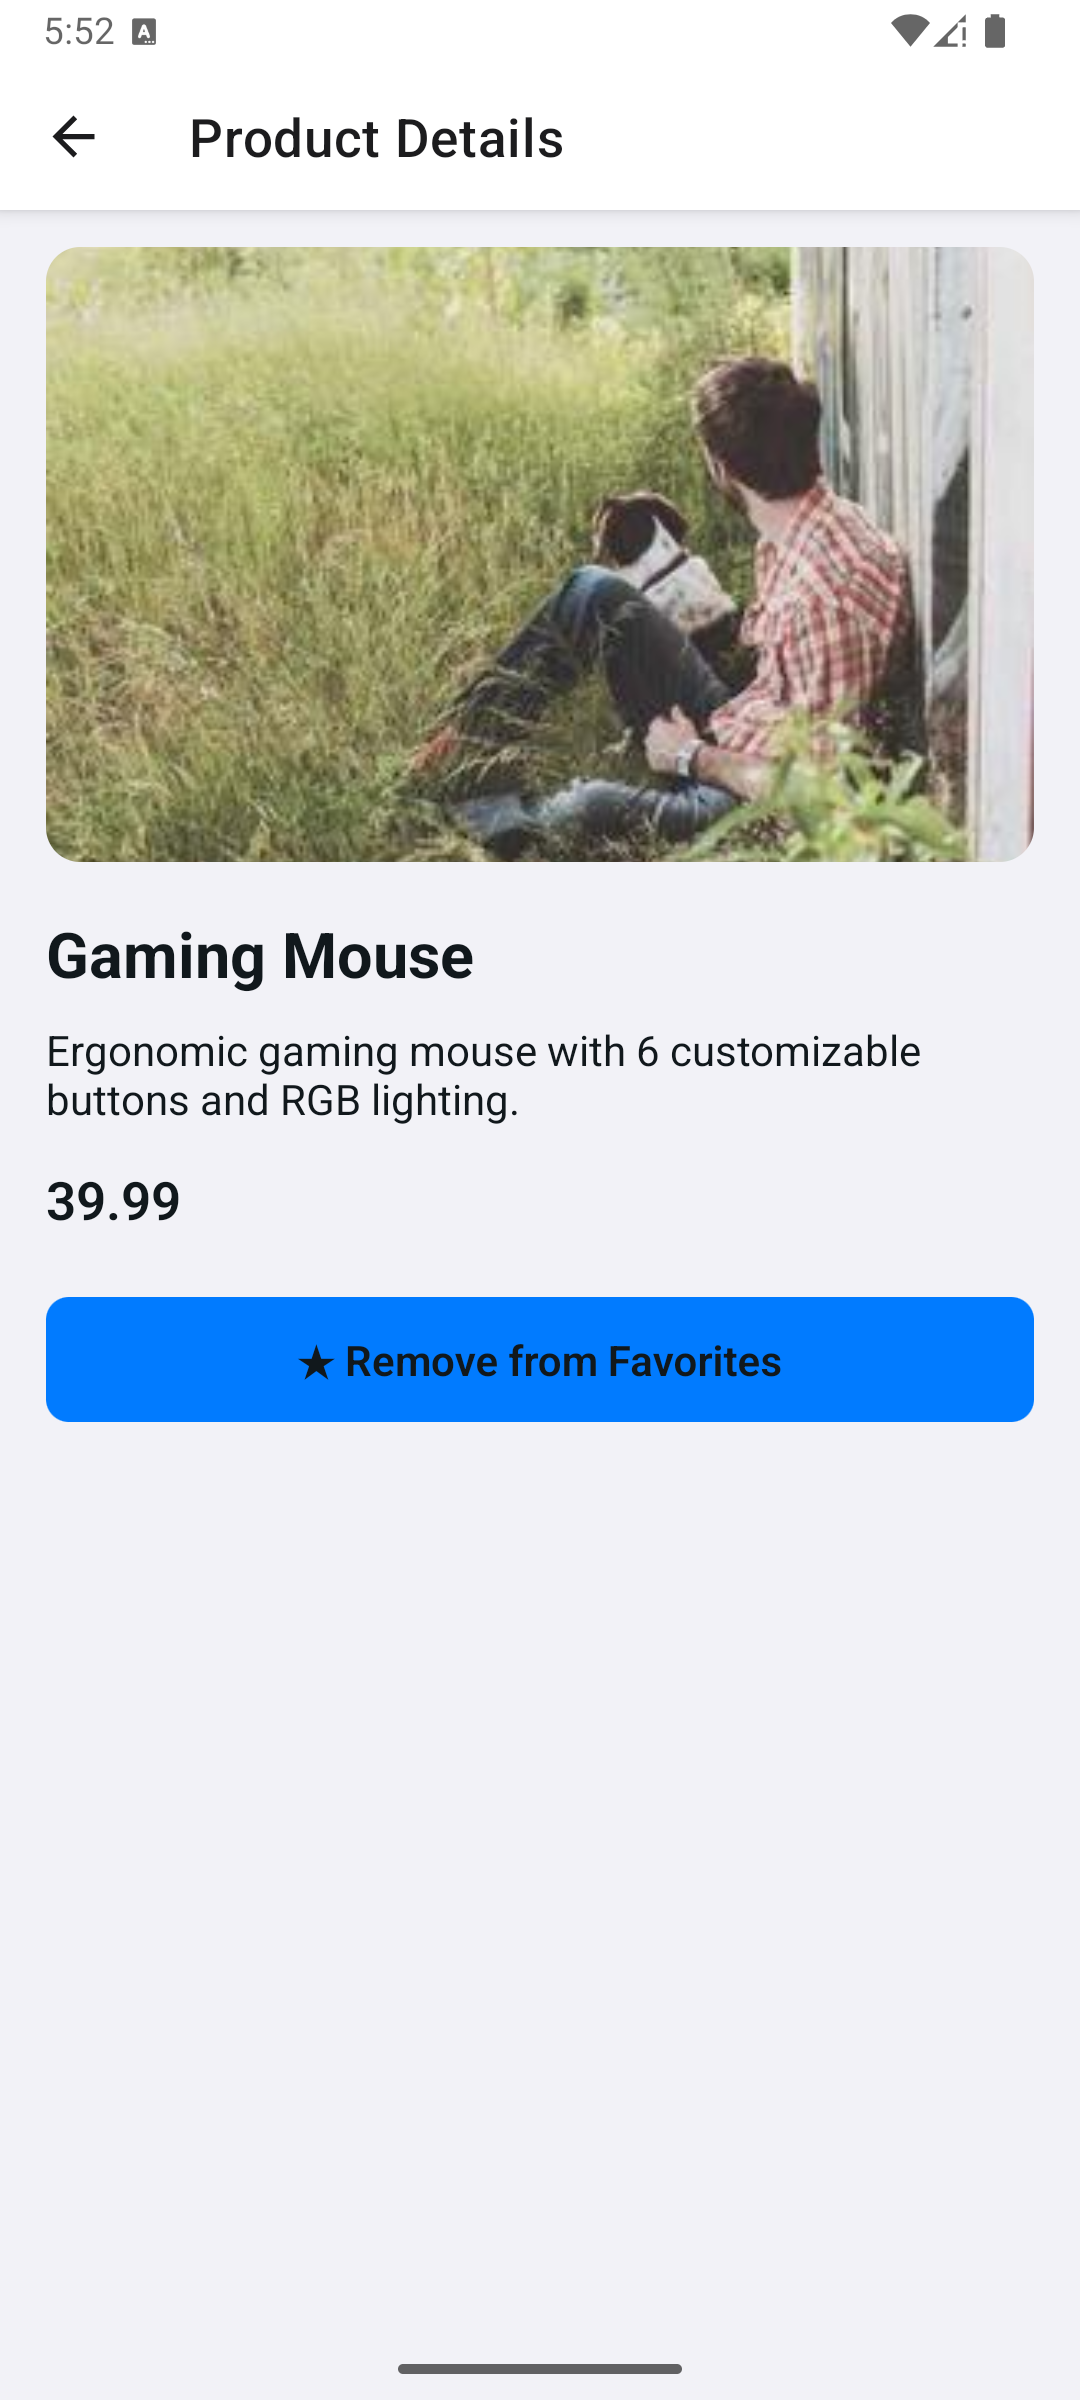 5:52
Product Details
Gaming Mouse
Ergonomic gaming mouse with 6 customizable
buttons and RGB lighting.
39.99
★ Remove from Favorites